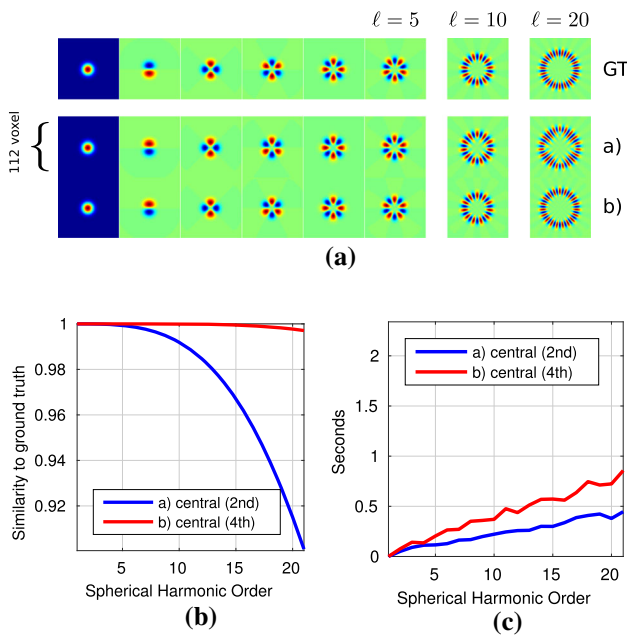 ℓ = 5 ℓ = 10 ℓ = 20
GT
112 voxel
a)
b)
(a)
1
0.98
0.96
0.94
0.92
5 10 15 20
Similarity to ground truth
a) central (2nd)
b) central (4th)
Spherical Harmonic Order
(b)
2
1.5
1
0.5
0
5 10 15 20
Seconds
a) central (2nd)
b) central (4th)
Spherical Harmonic Order
(c)